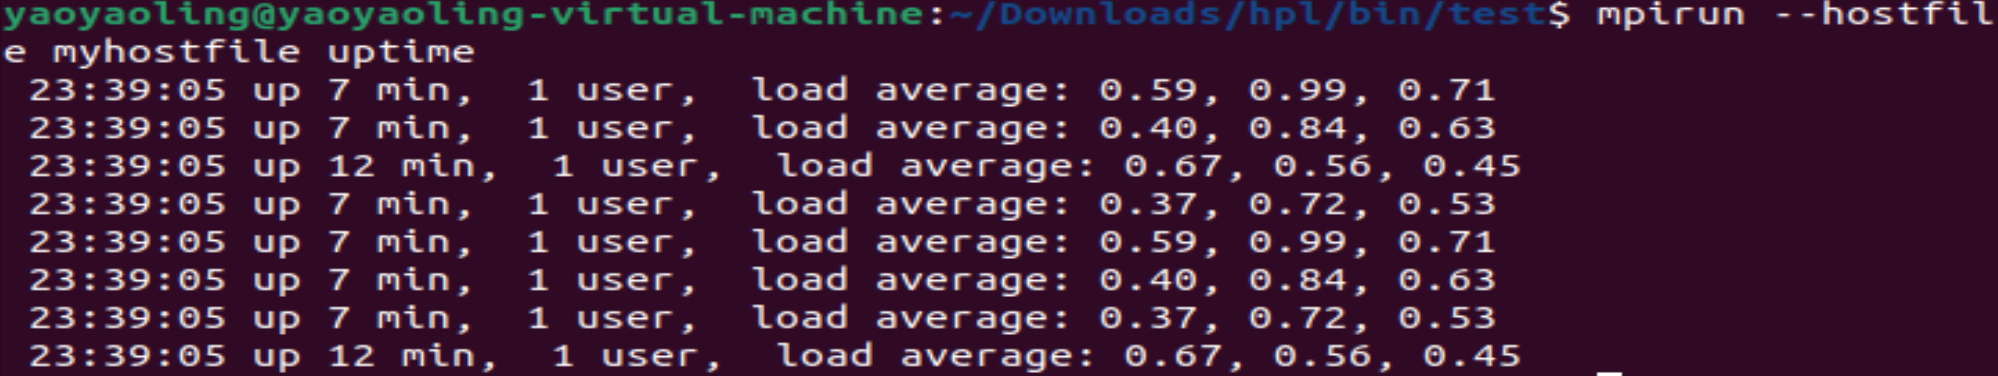 yaoyaoling@yaoyaoling-virtual-machine:~/Downloads/hpl/bin/test$ mpirun --hostfil
e myhostfile uptime
 23:39:05 up 7 min,  1 user,  load average: 0.59, 0.99, 0.71
 23:39:05 up 7 min,  1 user,  load average: 0.40, 0.84, 0.63
 23:39:05 up 12 min,  1 user,  load average: 0.67, 0.56, 0.45
 23:39:05 up 7 min,  1 user,  load average: 0.37, 0.72, 0.53
 23:39:05 up 7 min,  1 user,  load average: 0.59, 0.99, 0.71
 23:39:05 up 7 min,  1 user,  load average: 0.40, 0.84, 0.63
 23:39:05 up 7 min,  1 user,  load average: 0.37, 0.72, 0.53
 23:39:05 up 12 min,  1 user,  load average: 0.67, 0.56, 0.45